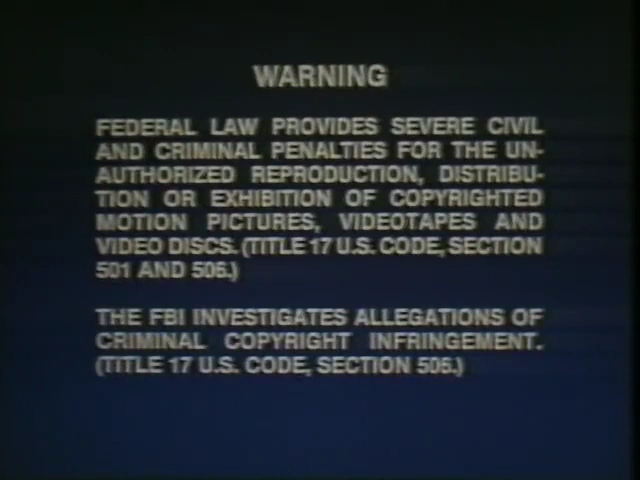 WARNING
FEDERAL LAW PROVIDES SEVERE CIVIL
AND CRIMINAL PENALTIES FOR THE UN-
AUTHORIZED REPRODUCTION, DISTRIBU-
TION OR EXHIBITION OF COPYRIGHTED
MOTION PICTURES, VIDEOTAPES AND
VIDEO DISCS. (TITLE 17 U.S. CODE, SECTION
501 AND 506.)
THE FBI INVESTIGATES ALLEGATIONS OF
CRIMINAL COPYRIGHT INFRINGEMENT.
(TITLE 17 U.S. CODE, SECTION 506.)